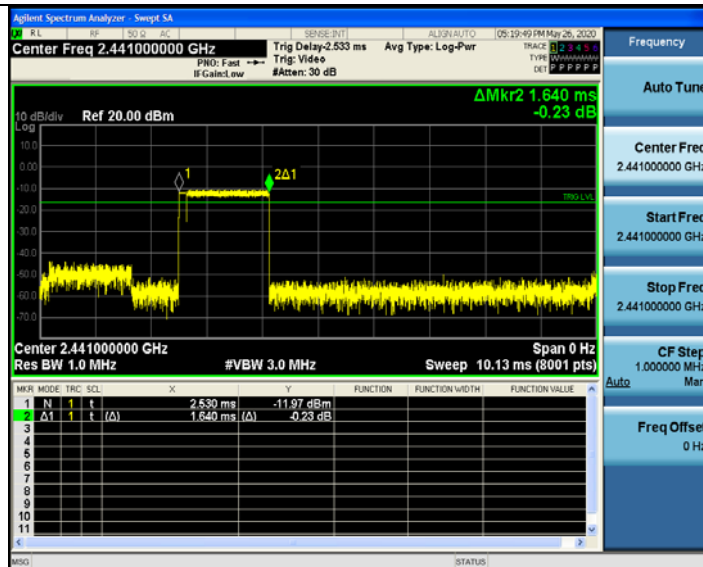 Agilent Spectrum Analyzer - Swept SA
RL RF 50 Ω AC SENSE:INT ALIGNAUTO 05:19:49 PM May 26, 2020
Center Freq 2.441000000 GHz
Trig Delay-2.533 ms Avg Type: Log-Pwr TRACE 1 2 3 4 5 6
PNO: Fast Trig: Video TYPE
IFGain:Low #Atten: 30 dB DET P P P P P P
ΔMkr2 1.640 ms
-0.23 dB
10 dB/div Ref 20.00 dBm
Log
10.0
0.00
-10.0
-20.0
-30.0
-40.0
-50.0
-60.0
-70.0
1
2Δ1
TRIG LVL
Center 2.441000000 GHz Span 0 Hz
Res BW 1.0 MHz #VBW 3.0 MHz Sweep 10.13 ms (8001 pts)
MKR MODE TRC SCL X Y FUNCTION FUNCTION WIDTH FUNCTION VALUE
1 N 1 t 2.530 ms -11.97 dBm
2 Δ1 1 t (Δ) 1.640 ms (Δ) -0.23 dB
3
4
5
6
7
8
9
10
11
MSG STATUS
Frequency
Auto Tune
Center Freq
2.441000000 GHz
Start Freq
2.441000000 GHz
Stop Freq
2.441000000 GHz
CF Step
1.000000 MHz
Auto Man
Freq Offset
0 Hz